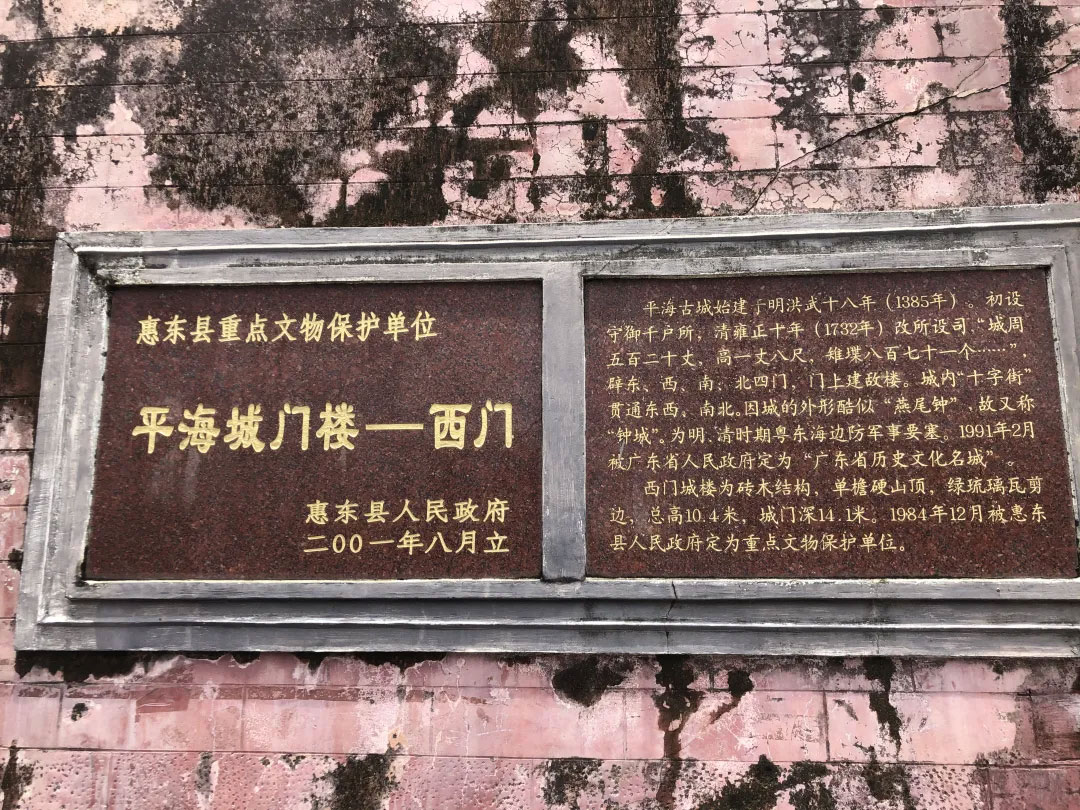 惠东县重点文物保护单位
平海城门楼—西门
惠东县人民政府
二00一年八月立
平海古城始建于明洪武十八年（1385年）。初设
守御千户所，清雍正十年（1732年）改所设司，“城周
五百二十丈，高一丈八尺，雉堞八百七十一个……”，
辟东、西、南、北四门，门上建敌楼。城内“十字街”
贯通东西、南北。因城的外形酷似“燕尾钟”，故又称
“钟城”。为明、清时期粤东海边防军事要塞。1991年2月
被广东省人民政府定为“广东省历史文化名城”。
西门城楼为砖木结构，单檐硬山顶，绿琉璃瓦剪
边，总高10.4米，城门深14.1米。1984年12月被惠东
县人民政府定为重点文物保护单位。